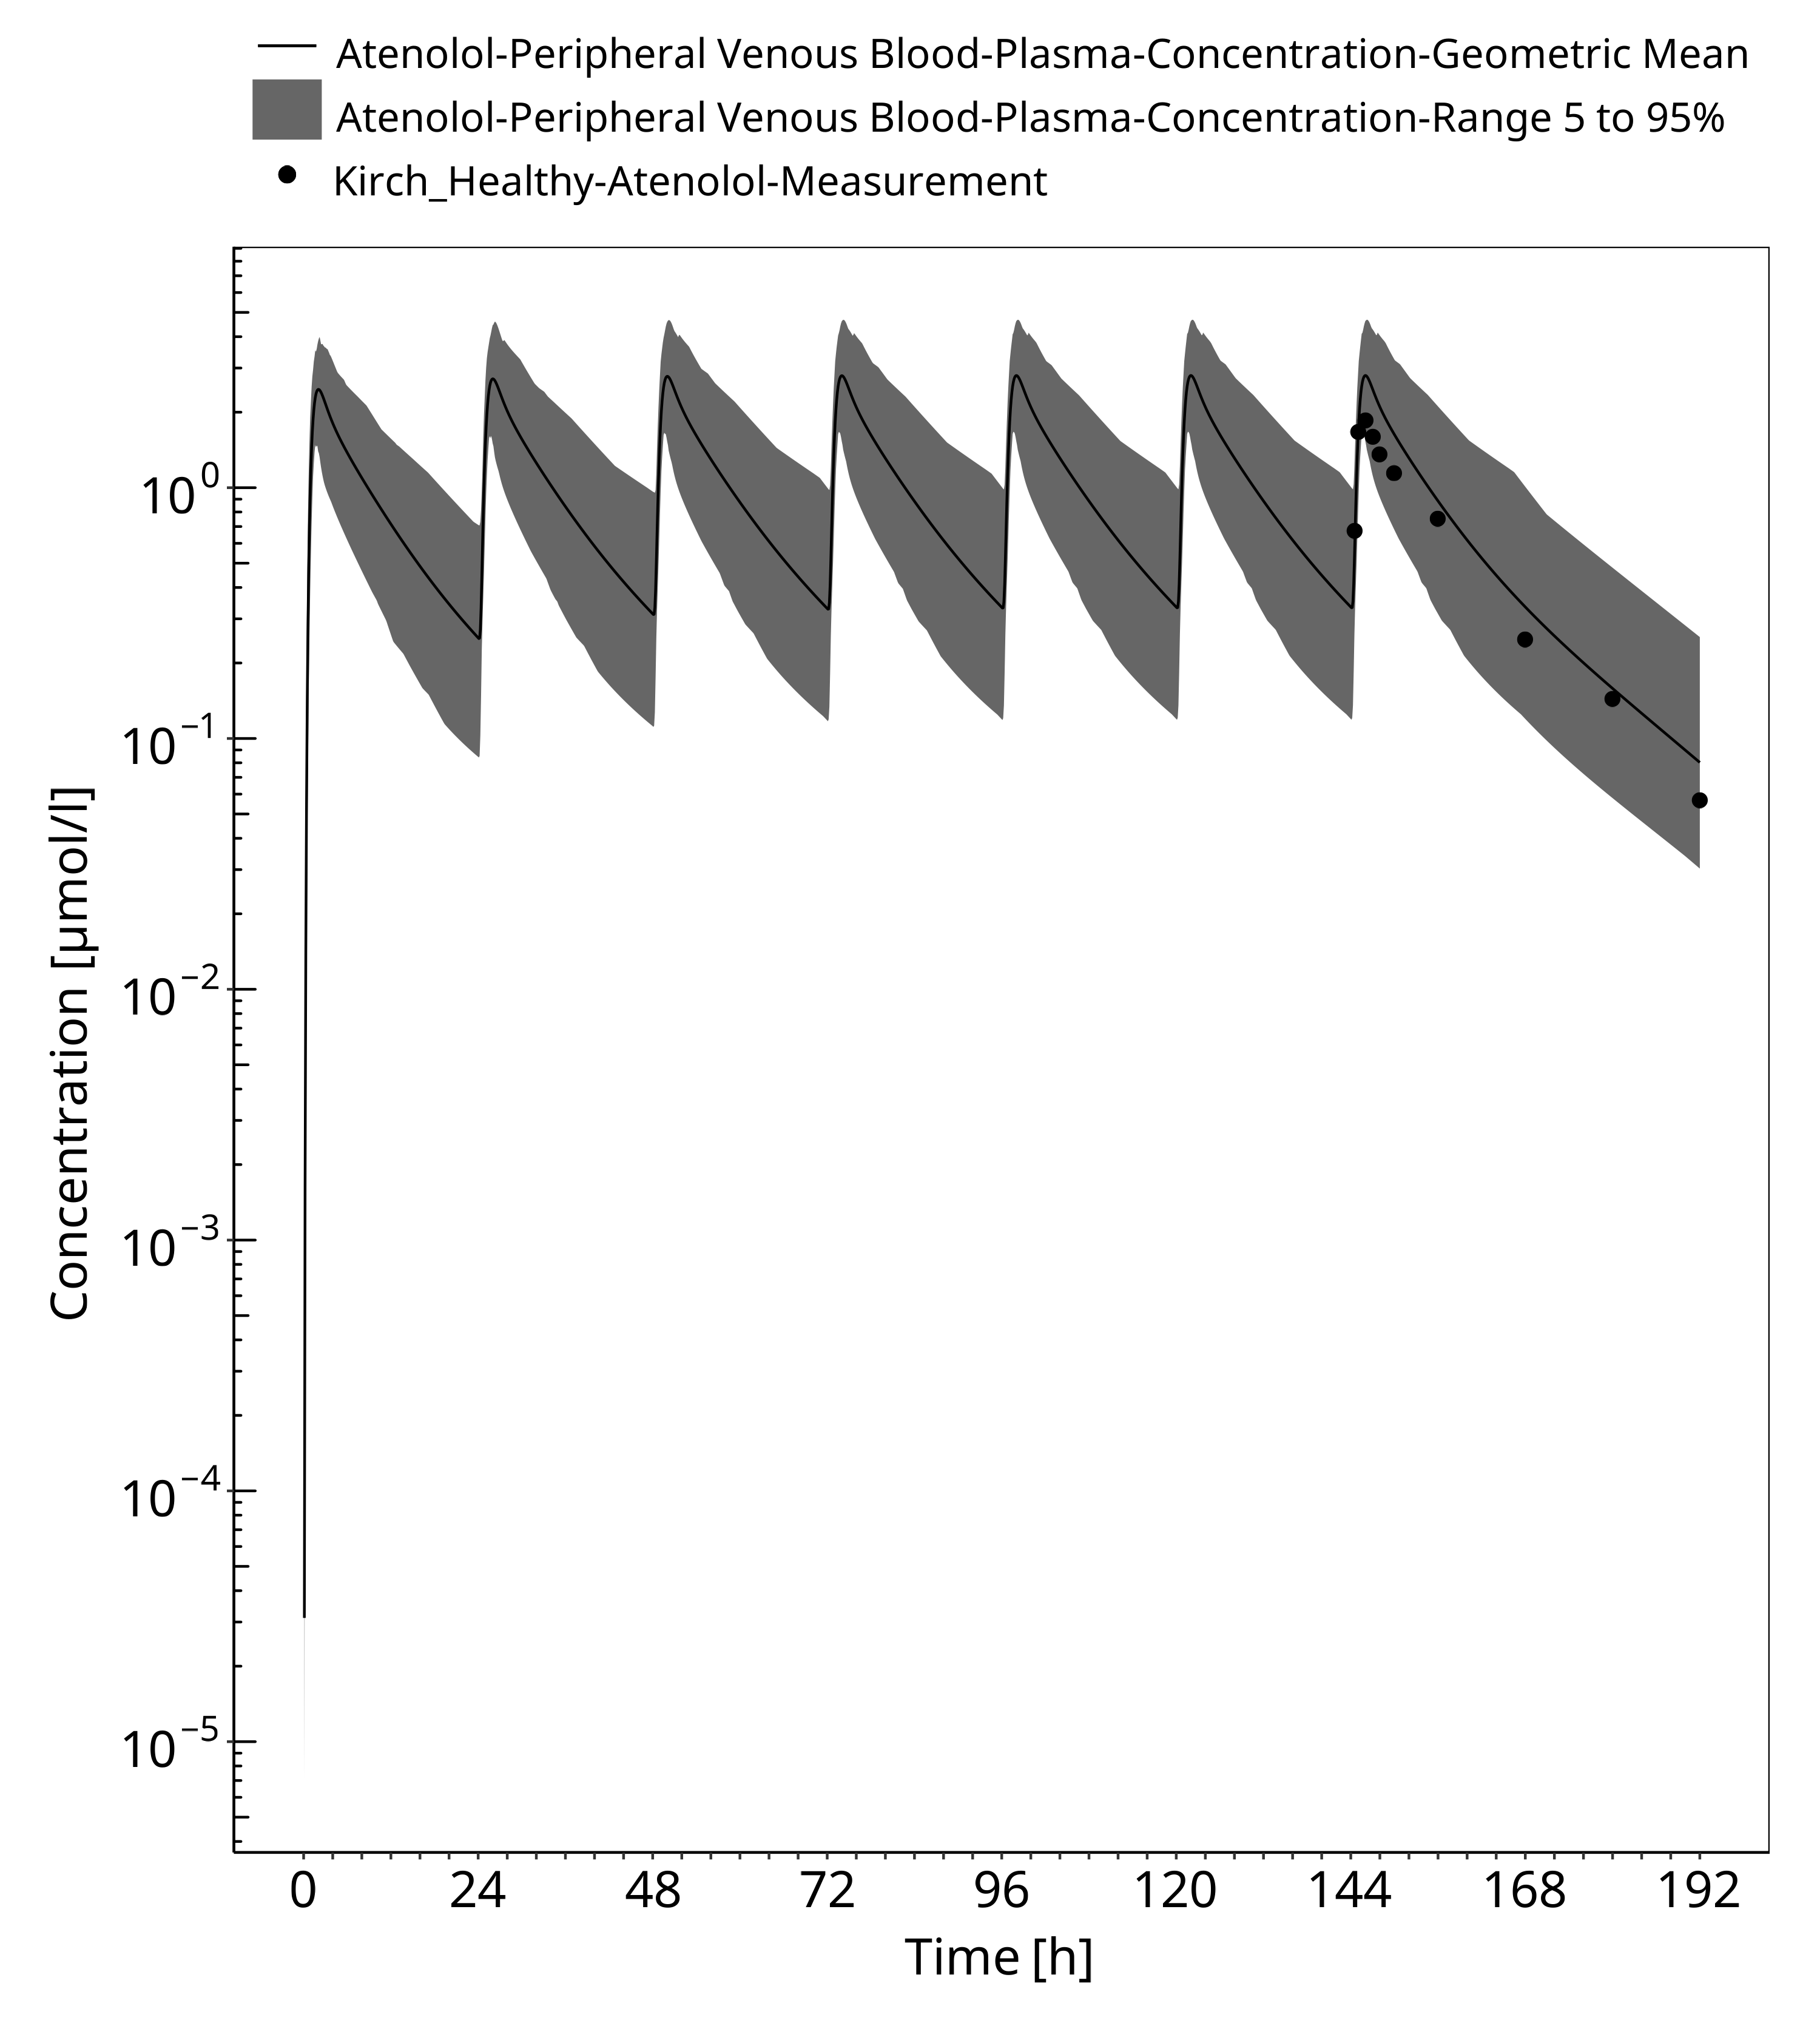 Atenolol-Peripheral Venous Blood-Plasma-Concentration-Geometric Mean
Atenolol-Peripheral Venous Blood-Plasma-Concentration-Range 5 to 95%
Kirch_Healthy-Atenolol-Measurement
Concentration [µmol/l]
10⁰
10⁻¹
10⁻²
10⁻³
10⁻⁴
10⁻⁵
0 24 48 72 96 120 144 168 192
Time [h]